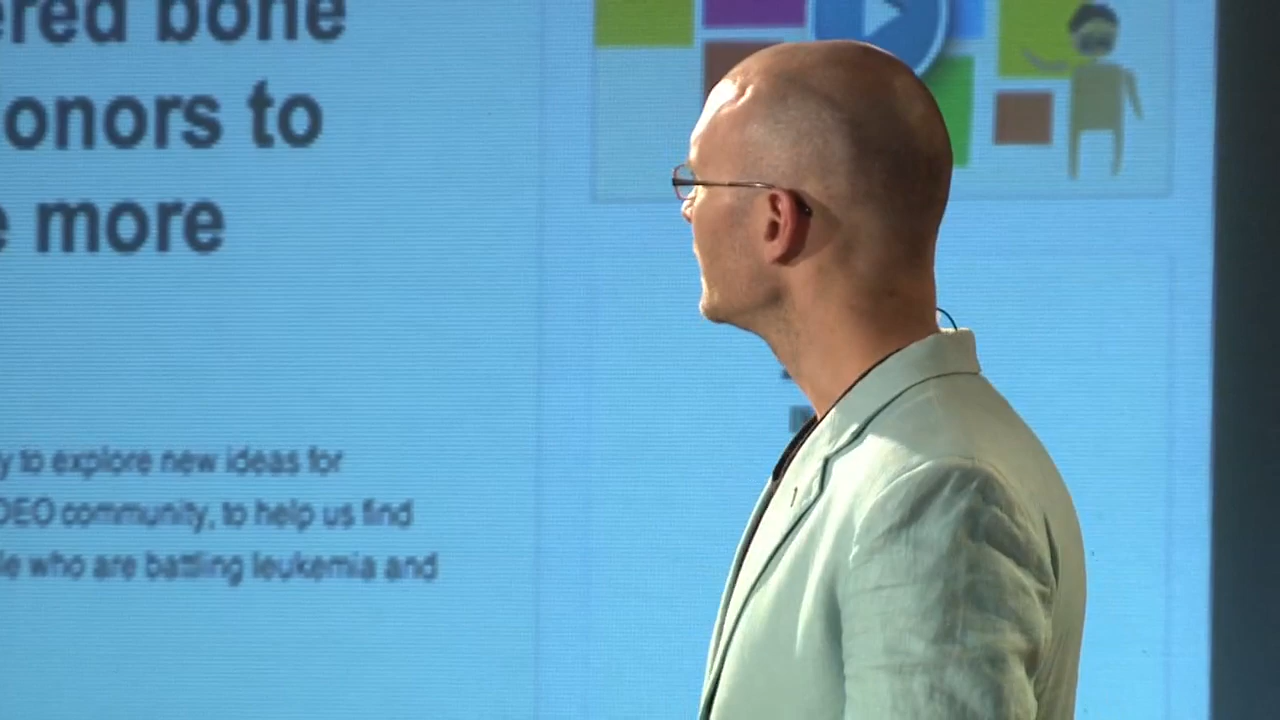 ered bone
onors to
e more
y to explore new ideas for
DEO community, to help us find
le who are battling leukemia and